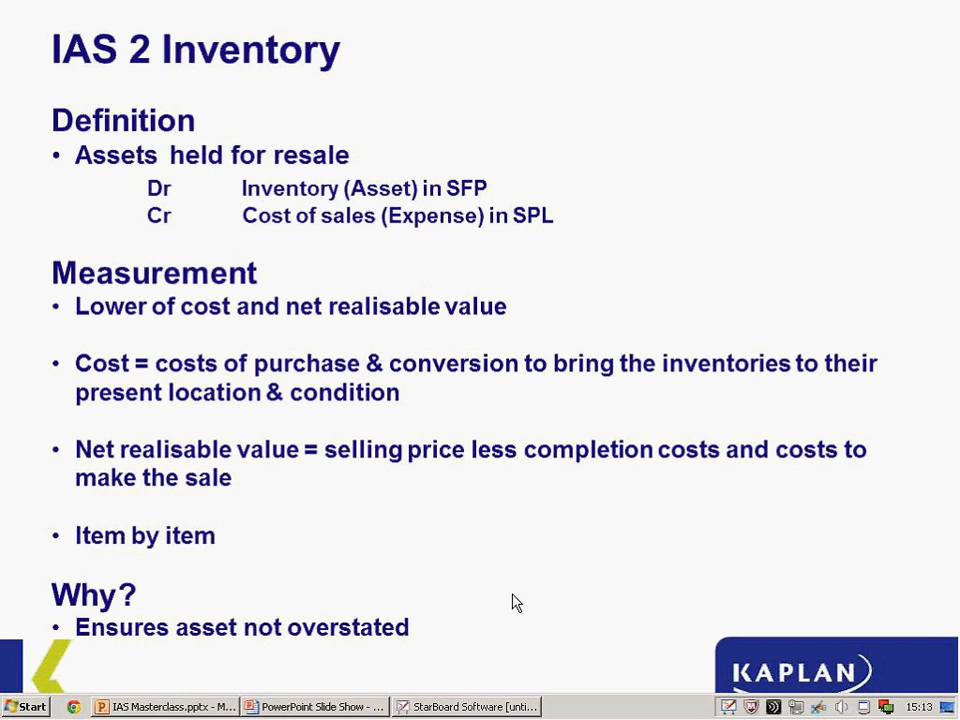 IAS 2 Inventory
Definition
• Assets held for resale
Dr Inventory (Asset) in SFP
Cr Cost of sales (Expense) in SPL
Measurement
• Lower of cost and net realisable value
• Cost = costs of purchase & conversion to bring the inventories to their
present location & condition
• Net realisable value = selling price less completion costs and costs to
make the sale
• Item by item
Why?
• Ensures asset not overstated
KAPLAN
Start IAS Masterclass.pptx - M... PowerPoint Slide Show - ... StarBoard Software [unti... 15:13